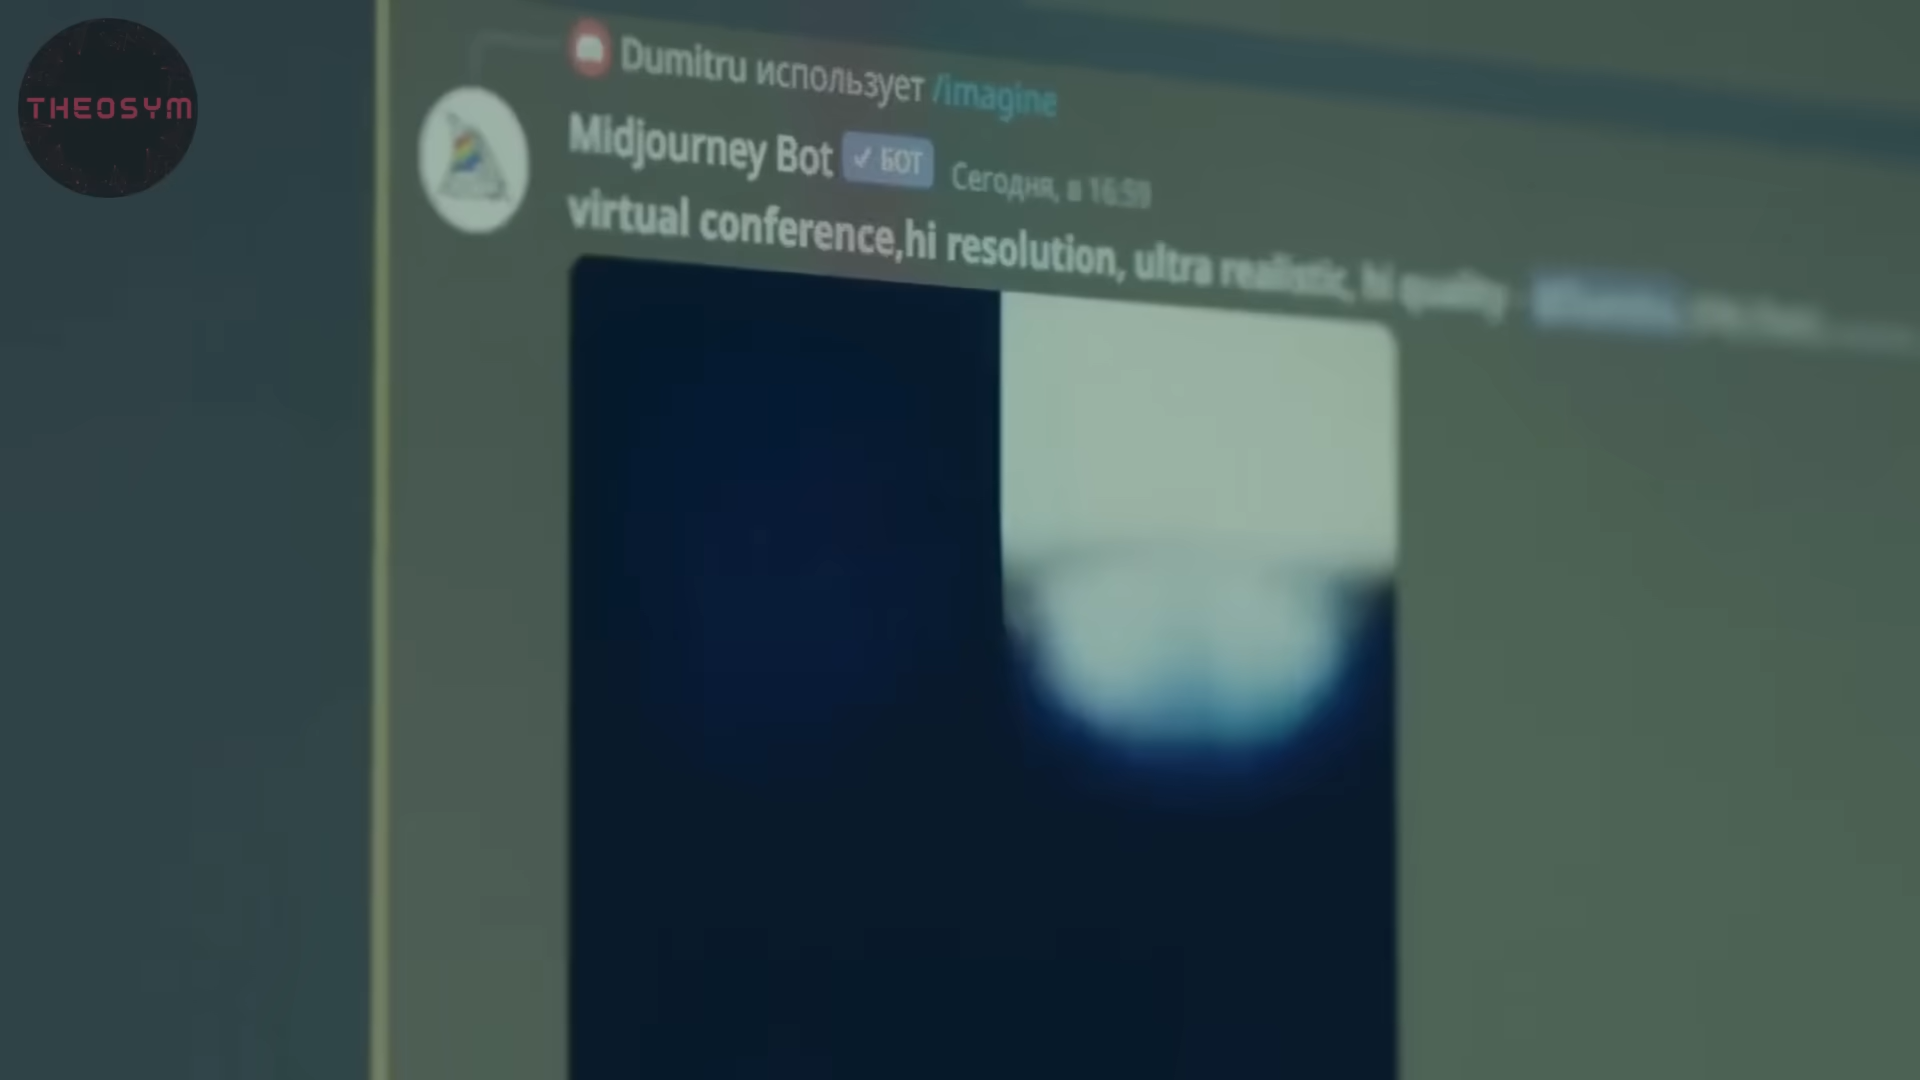 THEOSYM
Dumitru использует /imagine
Midjourney Bot ✓ БОТ Сегодня, в 16:59
virtual conference,hi resolution, ultra realistic, hi quality -